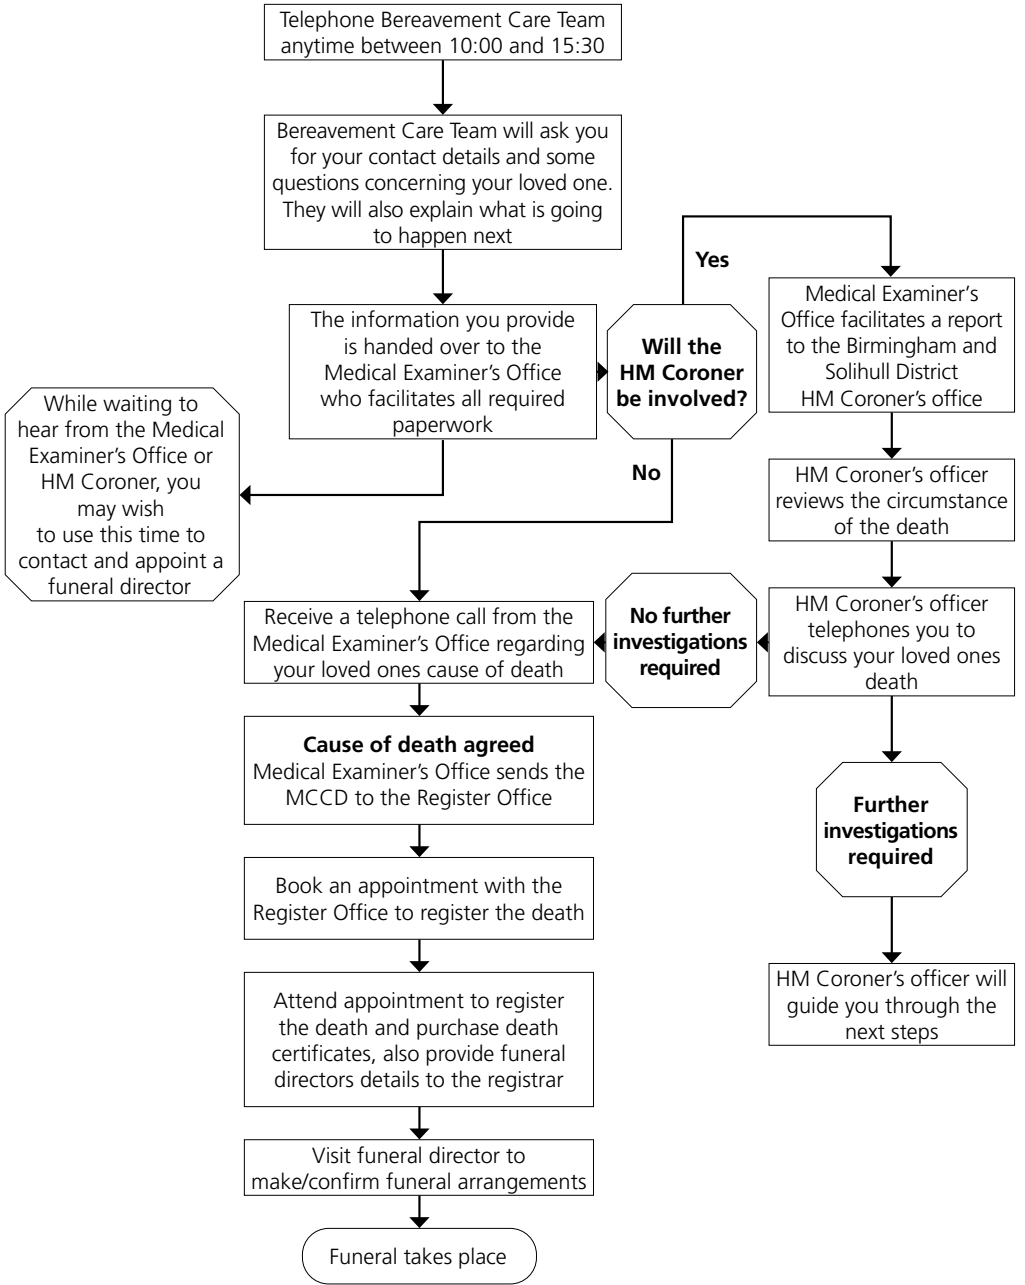 Telephone Bereavement Care Team
anytime between 10:00 and 15:30
Bereavement Care Team will ask you
for your contact details and some
questions concerning your loved one.
They will also explain what is going
to happen next
The information you provide
is handed over to the
Medical Examiner's Office
who facilitates all required
paperwork
While waiting to
hear from the Medical
Examiner's Office or
HM Coroner, you
may wish
to use this time to
contact and appoint a
funeral director
Will the
HM Coroner
be involved?
Yes
No
Medical Examiner's
Office facilitates a report
to the Birmingham and
Solihull District
HM Coroner's office
HM Coroner's officer
reviews the circumstance
of the death
HM Coroner's officer
telephones you to
discuss your loved ones
death
No further
investigations
required
Further
investigations
required
HM Coroner's officer will
guide you through the
next steps
Receive a telephone call from the
Medical Examiner's Office regarding
your loved ones cause of death
Cause of death agreed
Medical Examiner's Office sends the
MCCD to the Register Office
Book an appointment with the
Register Office to register the death
Attend appointment to register
the death and purchase death
certificates, also provide funeral
directors details to the registrar
Visit funeral director to
make/confirm funeral arrangements
Funeral takes place